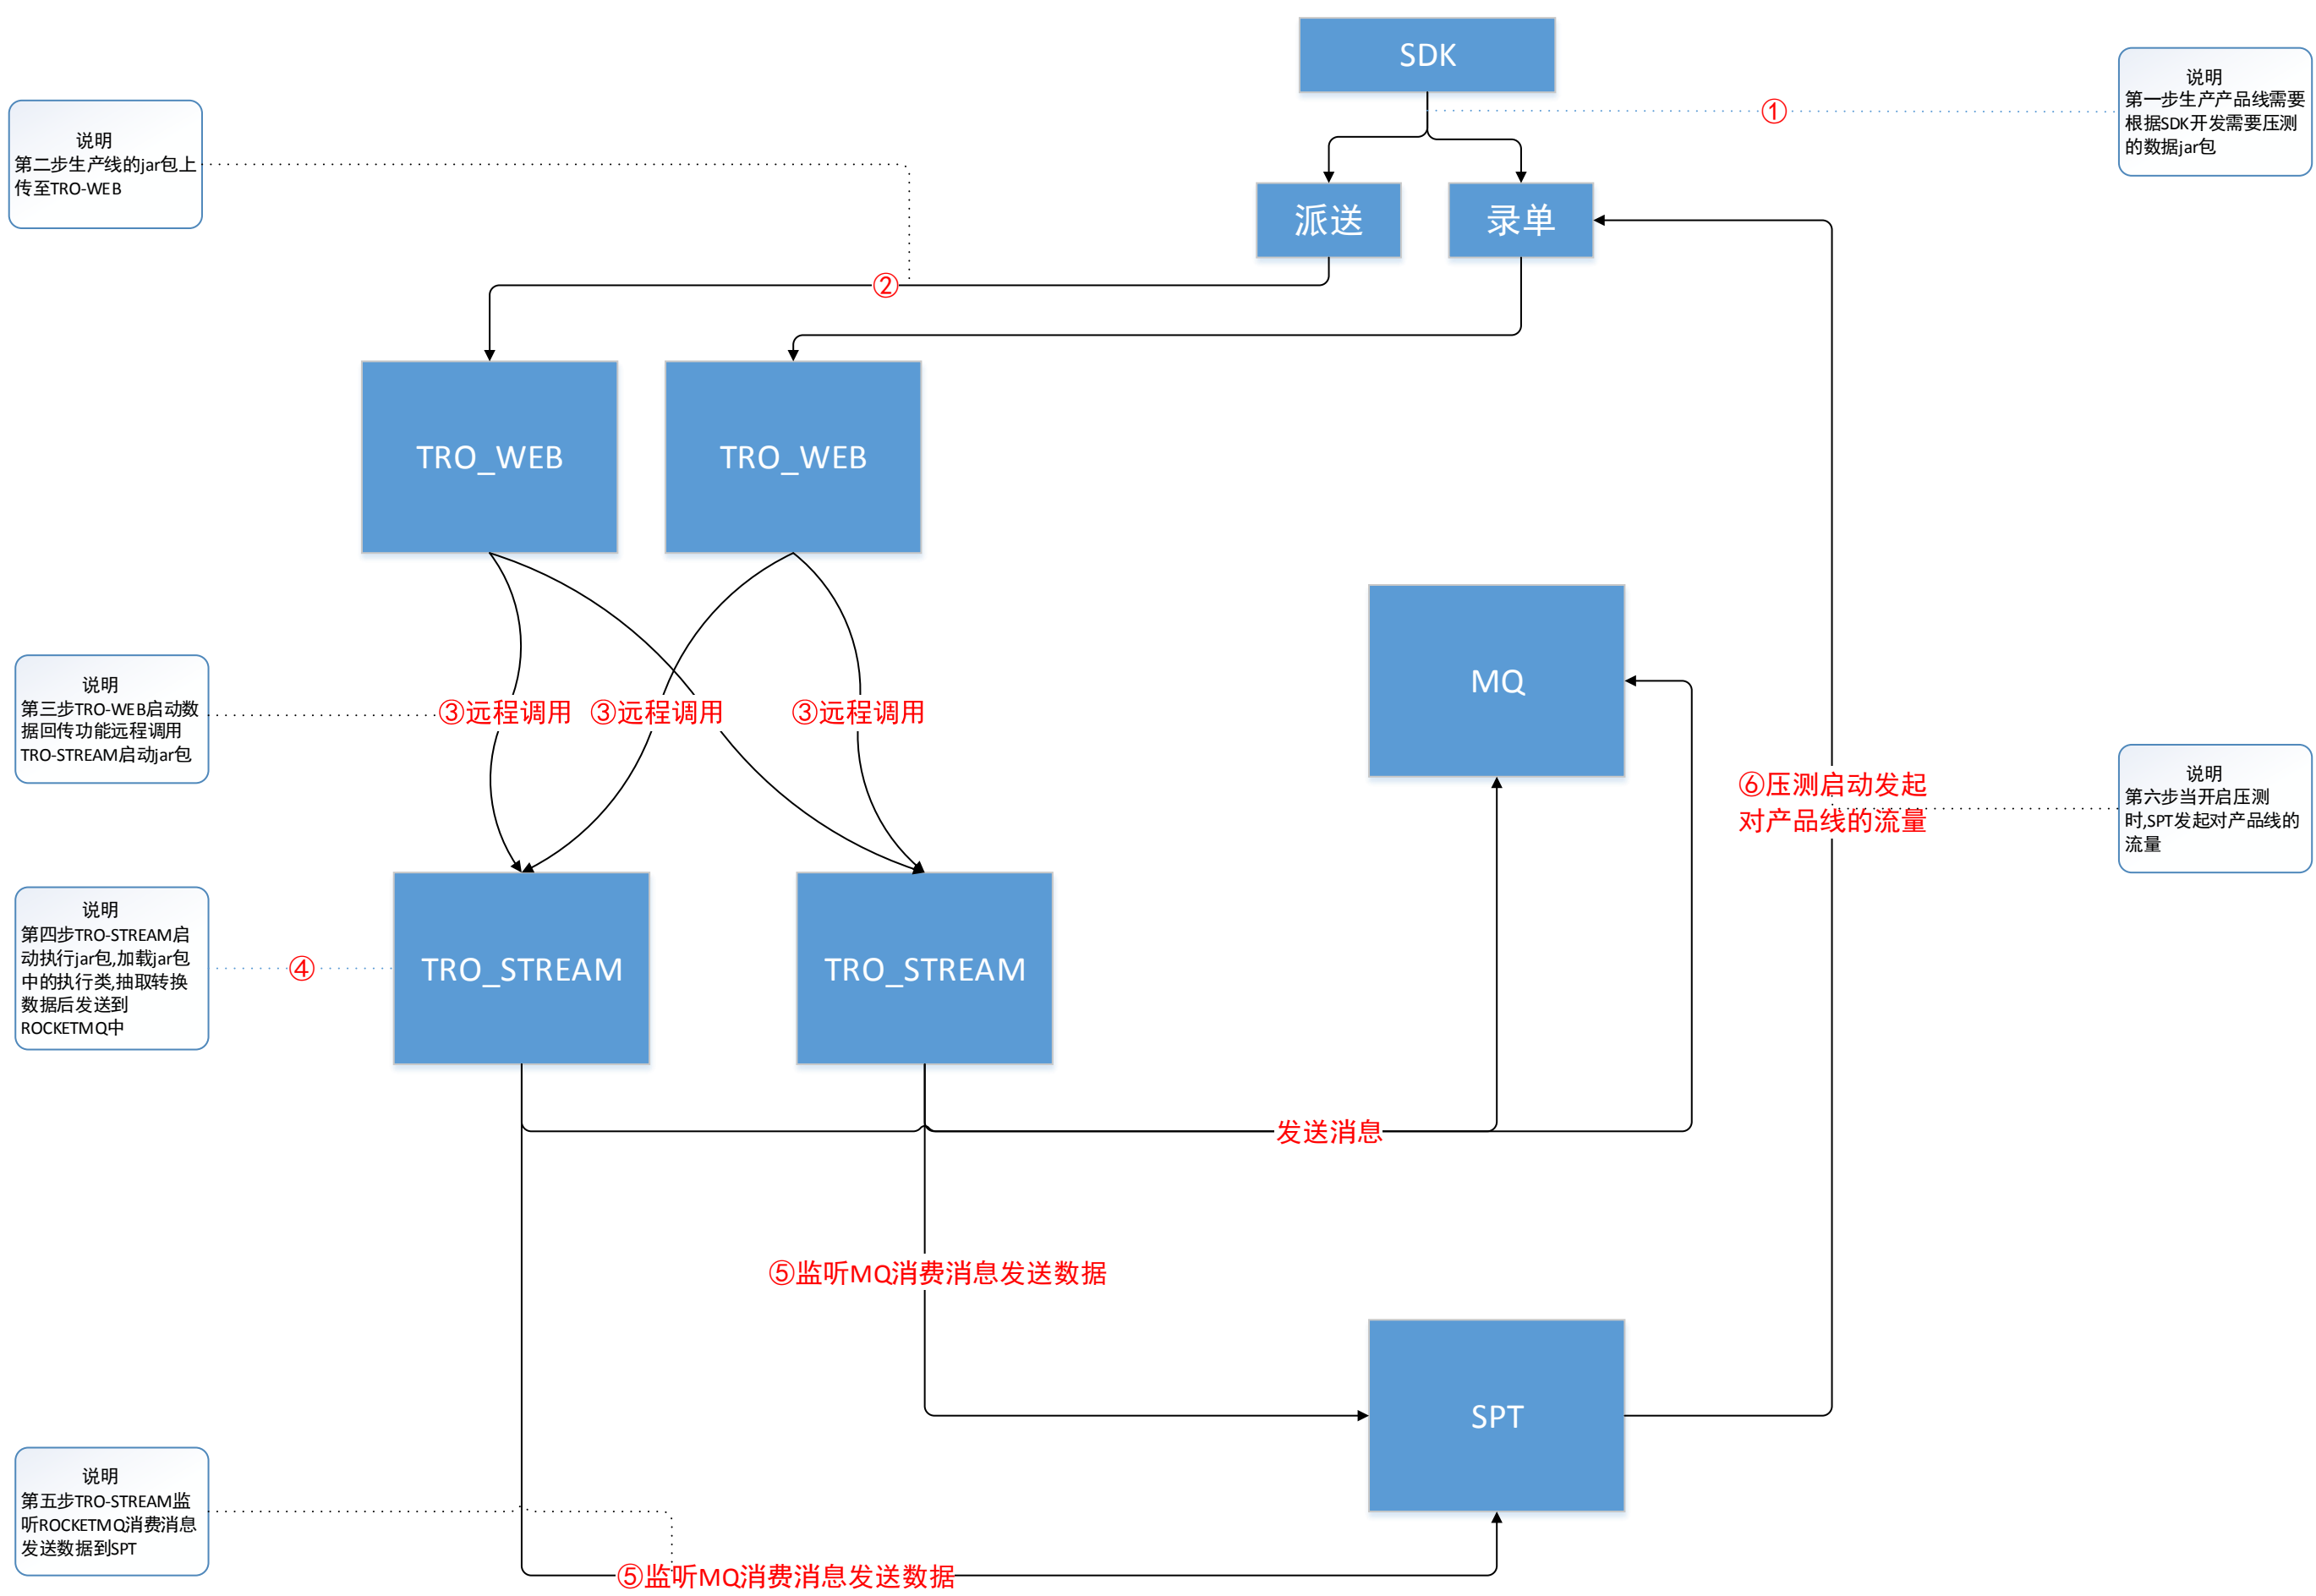 SDK
说明
第一步生产产品线需要
根据SDK开发需要压测
的数据jar包
①
说明
第二步生产线的jar包上
传至TRO-WEB
派送
录单
②
TRO_WEB
TRO_WEB
MQ
说明
第三步TRO-WEB启动数
据回传功能远程调用
TRO-STREAM启动jar包
③远程调用
③远程调用
③远程调用
⑥压测启动发起
对产品线的流量
说明
第六步当开启压测
时,SPT发起对产品线的
流量
说明
第四步TRO-STREAM启
动执行jar包,加载jar包
中的执行类,抽取转换
数据后发送到
ROCKETMQ中
④
TRO_STREAM
TRO_STREAM
发送消息
⑤监听MQ消费消息发送数据
SPT
说明
第五步TRO-STREAM监
听ROCKETMQ消费消息
发送数据到SPT
⑤监听MQ消费消息发送数据